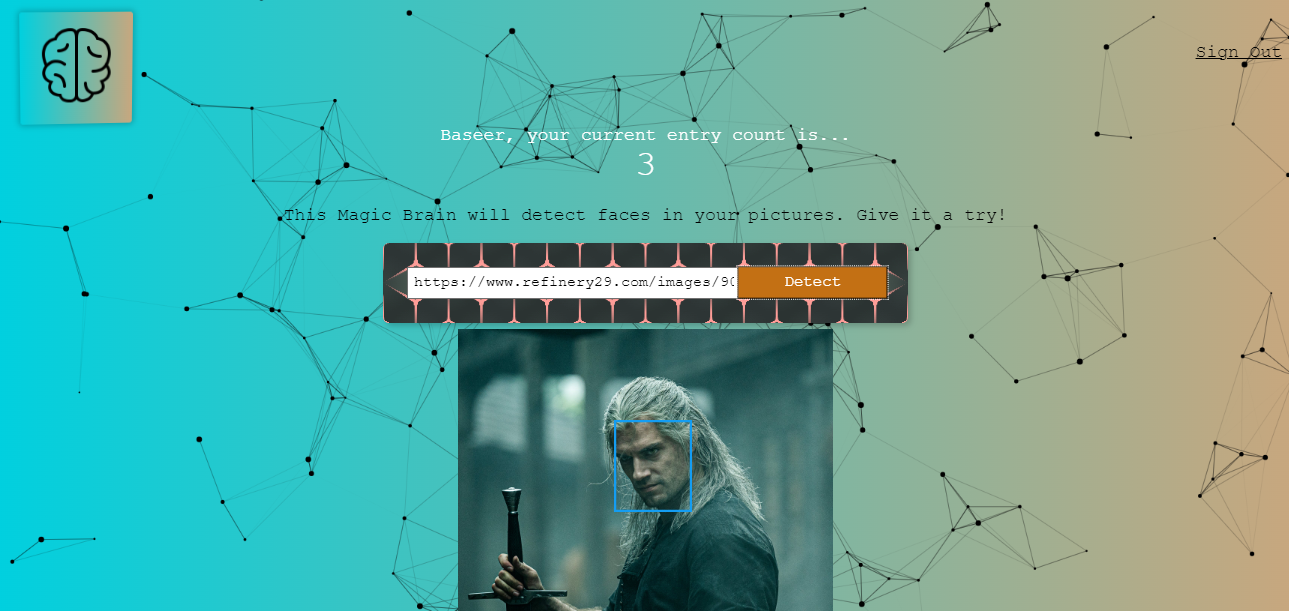 Sign Out
Baseer, your current entry count is...
3
This Magic Brain will detect faces in your pictures. Give it a try!
https://www.refinery29.com/images/90
Detect